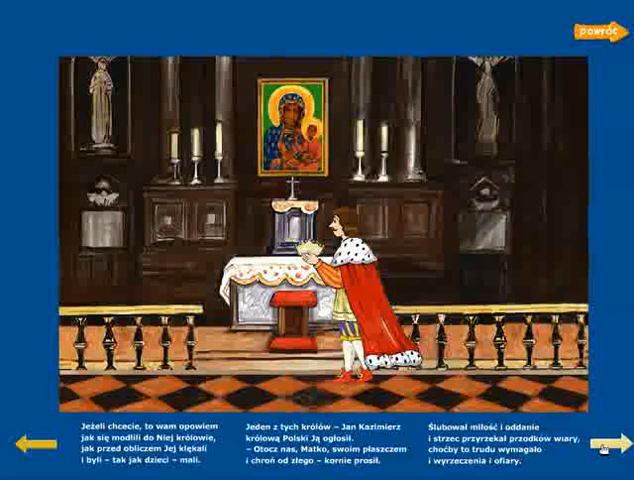 powrót
Jeżeli chcecie, to wam opowiem
jak się modlili do Niej królowie,
jak przed obliczem Jej klękali
i byli – tak jak dzieci – mali.
Jeden z tych królów – Jan Kazimierz
królową Polski Ją ogłosił.
– Otocz nas, Matko, swoim płaszczem
i chroń od złego – kornie prosił.
Ślubował miłość i oddanie
i strzec przyrzekał przodków wiary,
choćby to trudu wymagało
i wyrzeczenia i ofiary.